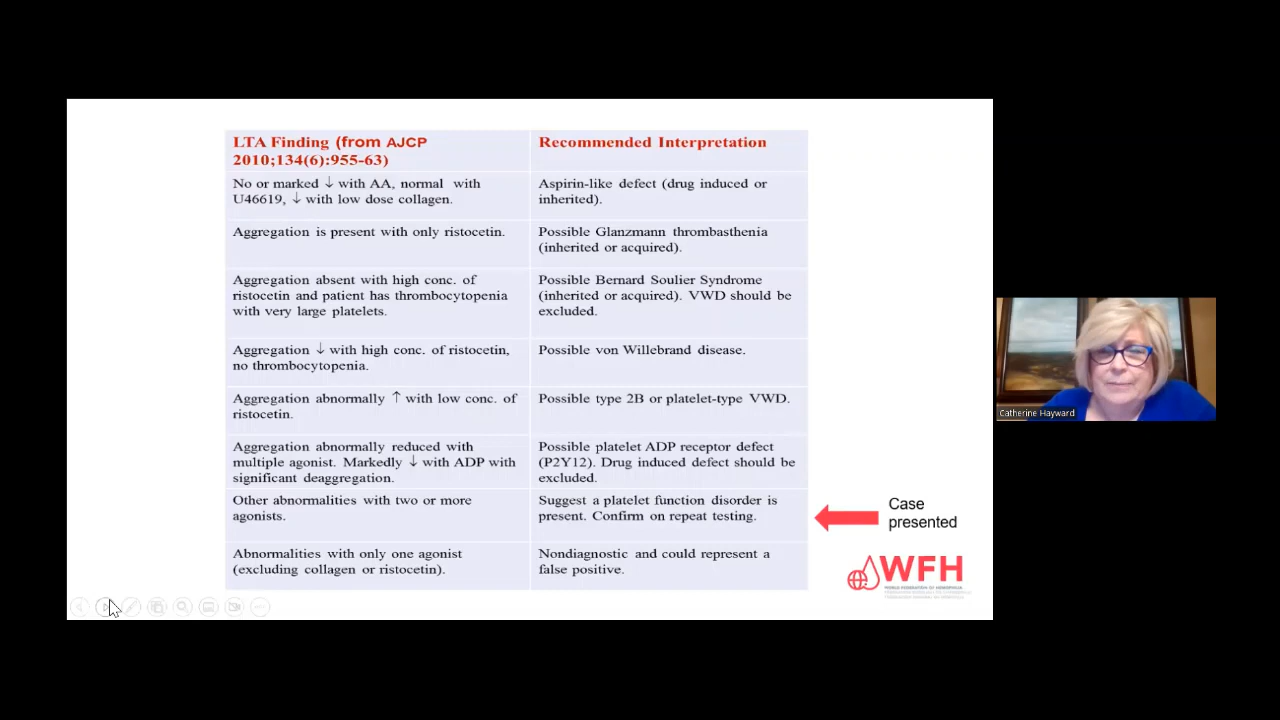 LTA Finding (from AJCP
2010;134(6):955-63)
Recommended Interpretation
No or marked ↓ with AA, normal with
U46619, ↓ with low dose collagen.
Aspirin-like defect (drug induced or
inherited).
Aggregation is present with only ristocetin.
Possible Glanzmann thrombasthenia
(inherited or acquired).
Aggregation absent with high conc. of
ristocetin and patient has thrombocytopenia
with very large platelets.
Possible Bernard Soulier Syndrome
(inherited or acquired). VWD should be
excluded.
Aggregation ↓ with high conc. of ristocetin,
no thrombocytopenia.
Possible von Willebrand disease.
Aggregation abnormally ↑ with low conc. of
ristocetin.
Possible type 2B or platelet-type VWD.
Aggregation abnormally reduced with
multiple agonist. Markedly ↓ with ADP with
significant deaggregation.
Possible platelet ADP receptor defect
(P2Y12). Drug induced defect should be
excluded.
Other abnormalities with two or more
agonists.
Suggest a platelet function disorder is
present. Confirm on repeat testing.
Abnormalities with only one agonist
(excluding collagen or ristocetin).
Nondiagnostic and could represent a
false positive.
Case
presented
WFH
WORLD FEDERATION OF HEMOPHILIA
Catherine Hayward